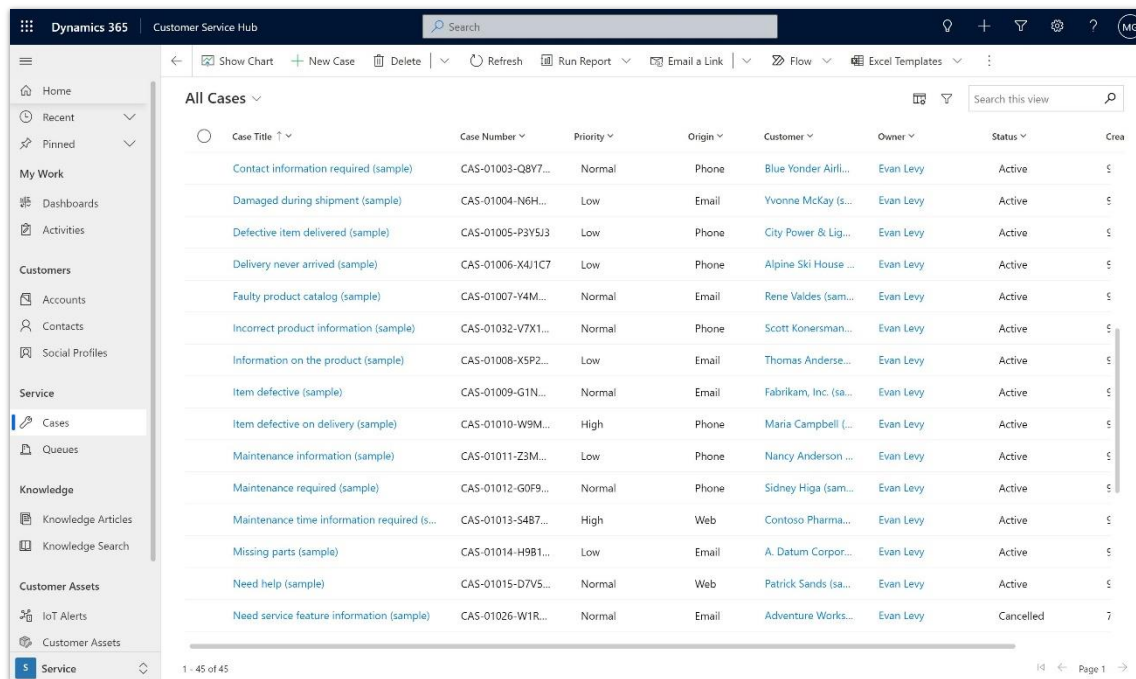 Dynamics 365 Customer Service Hub Search MG
Show Chart New Case Delete Refresh Run Report Email a Link Flow Excel Templates
Home
Recent
Pinned
My Work
Dashboards
Activities
Customers
Accounts
Contacts
Social Profiles
Service
Cases
Queues
Knowledge
Knowledge Articles
Knowledge Search
Customer Assets
IoT Alerts
Customer Assets
S Service
All Cases Search this view
Case Title Case Number Priority Origin Customer Owner Status Crea
Contact information required (sample) CAS-01003-Q8Y7... Normal Phone Blue Yonder Airli... Evan Levy Active
Damaged during shipment (sample) CAS-01004-N6H... Low Email Yvonne McKay (s... Evan Levy Active
Defective item delivered (sample) CAS-01005-P3Y5J3 Low Phone City Power & Lig... Evan Levy Active
Delivery never arrived (sample) CAS-01006-X4J1C7 Low Phone Alpine Ski House ... Evan Levy Active
Faulty product catalog (sample) CAS-01007-Y4M... Normal Email Rene Valdes (sam... Evan Levy Active
Incorrect product information (sample) CAS-01032-V7X1... Normal Phone Scott Konersman... Evan Levy Active
Information on the product (sample) CAS-01008-X5P2... Low Email Thomas Anderse... Evan Levy Active
Item defective (sample) CAS-01009-G1N... Normal Email Fabrikam, Inc. (sa... Evan Levy Active
Item defective on delivery (sample) CAS-01010-W9M... High Phone Maria Campbell (... Evan Levy Active
Maintenance information (sample) CAS-01011-Z3M... Low Phone Nancy Anderson ... Evan Levy Active
Maintenance required (sample) CAS-01012-G0F9... Normal Phone Sidney Higa (sam... Evan Levy Active
Maintenance time information required (s... CAS-01013-S4B7... High Web Contoso Pharma... Evan Levy Active
Missing parts (sample) CAS-01014-H9B1... Low Email A. Datum Corpor... Evan Levy Active
Need help (sample) CAS-01015-D7V5... Normal Web Patrick Sands (sa... Evan Levy Active
Need service feature information (sample) CAS-01026-W1R... Normal Email Adventure Works... Evan Levy Cancelled 7
1 - 45 of 45 Page 1